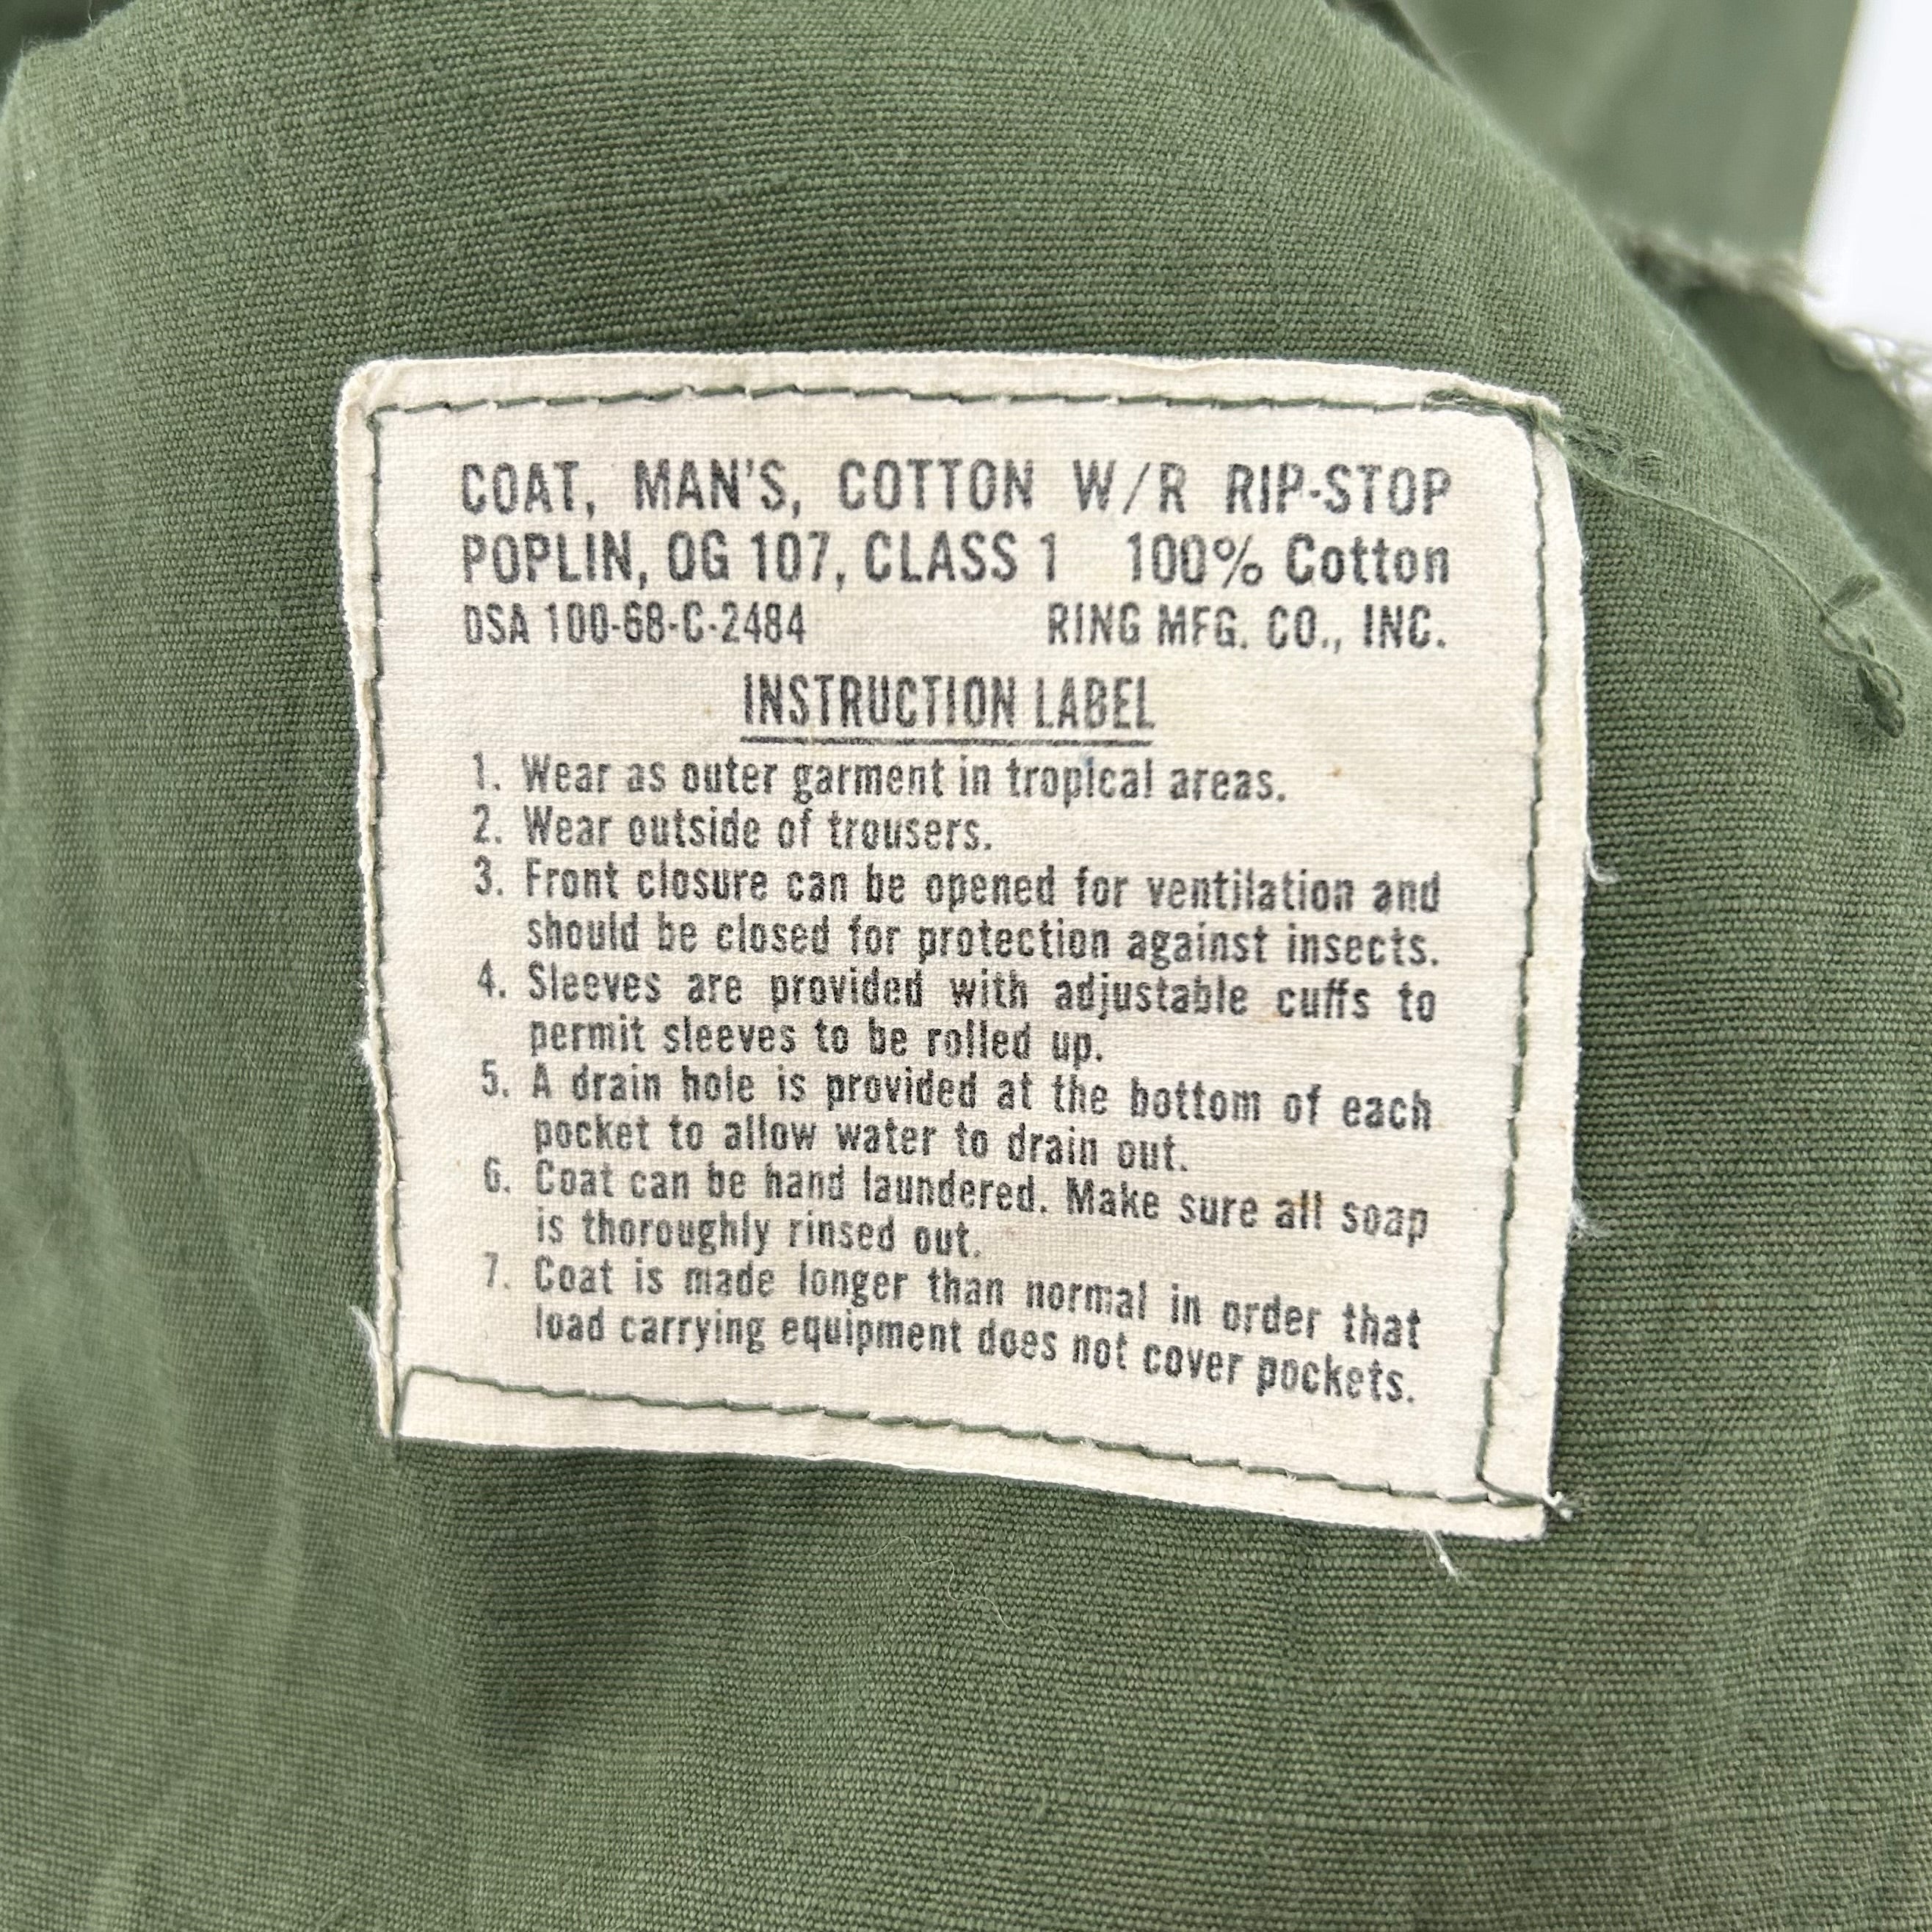 COAT, MAN'S, COTTON W/R RIP-STOP
POPLIN, OG 107, CLASS 1 100% Cotton
DSA 100-68-C-2484 RING MFG. CO., INC.
INSTRUCTION LABEL
1. Wear as outer garment in tropical areas.
2. Wear outside of trousers.
3. Front closure can be opened for ventilation and
should be closed for protection against insects.
4. Sleeves are provided with adjustable cuffs to
permit sleeves to be rolled up.
5. A drain hole is provided at the bottom of each
pocket to allow water to drain out.
6. Coat can be hand laundered. Make sure all soap
is thoroughly rinsed out.
7. Coat is made longer than normal in order that
load carrying equipment does not cover pockets.